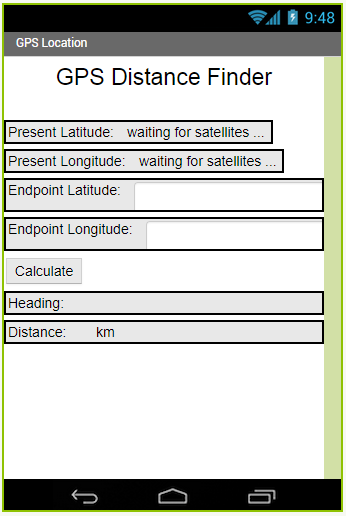 9:48
GPS Location
GPS Distance Finder
Present Latitude: waiting for satellites ...
Present Longitude: waiting for satellites ...
Endpoint Latitude:
Endpoint Longitude:
Calculate
Heading:
Distance: km